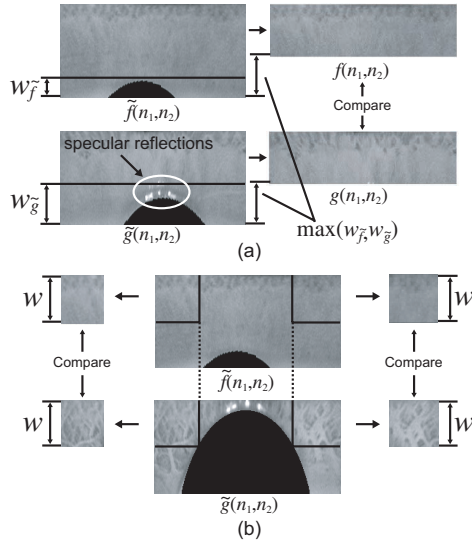 w_f̃
f̃(n₁,n₂)
f(n₁,n₂)
Compare
specular reflections
w_g̃
g̃(n₁,n₂)
g(n₁,n₂)
max(w_f̃,w_g̃)
(a)
w
w
f̃(n₁,n₂)
Compare
Compare
w
w
g̃(n₁,n₂)
(b)